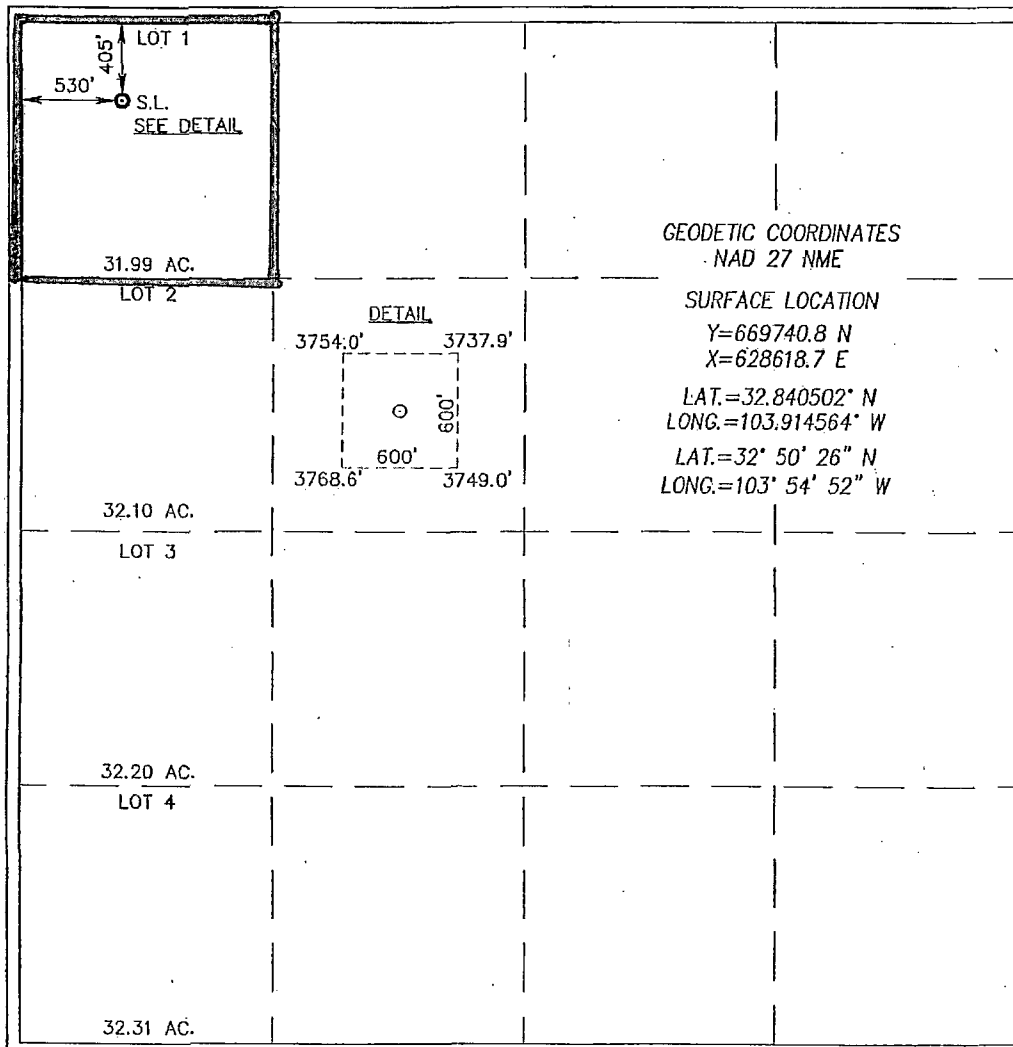 LOT 1
405'
530'
S.L.
SEE DETAIL
31.99 AC.
LOT 2
DETAIL
3754.0' 3737.9'
600'
600'
3768.6' 3749.0'
GEODETIC COORDINATES
NAD 27 NME
SURFACE LOCATION
Y=669740.8 N
X=628618.7 E
LAT.=32.840502° N
LONG.=103.914564° W
LAT.=32° 50' 26" N
LONG.=103° 54' 52" W
32.10 AC.
LOT 3
32.20 AC.
LOT 4
32.31 AC.